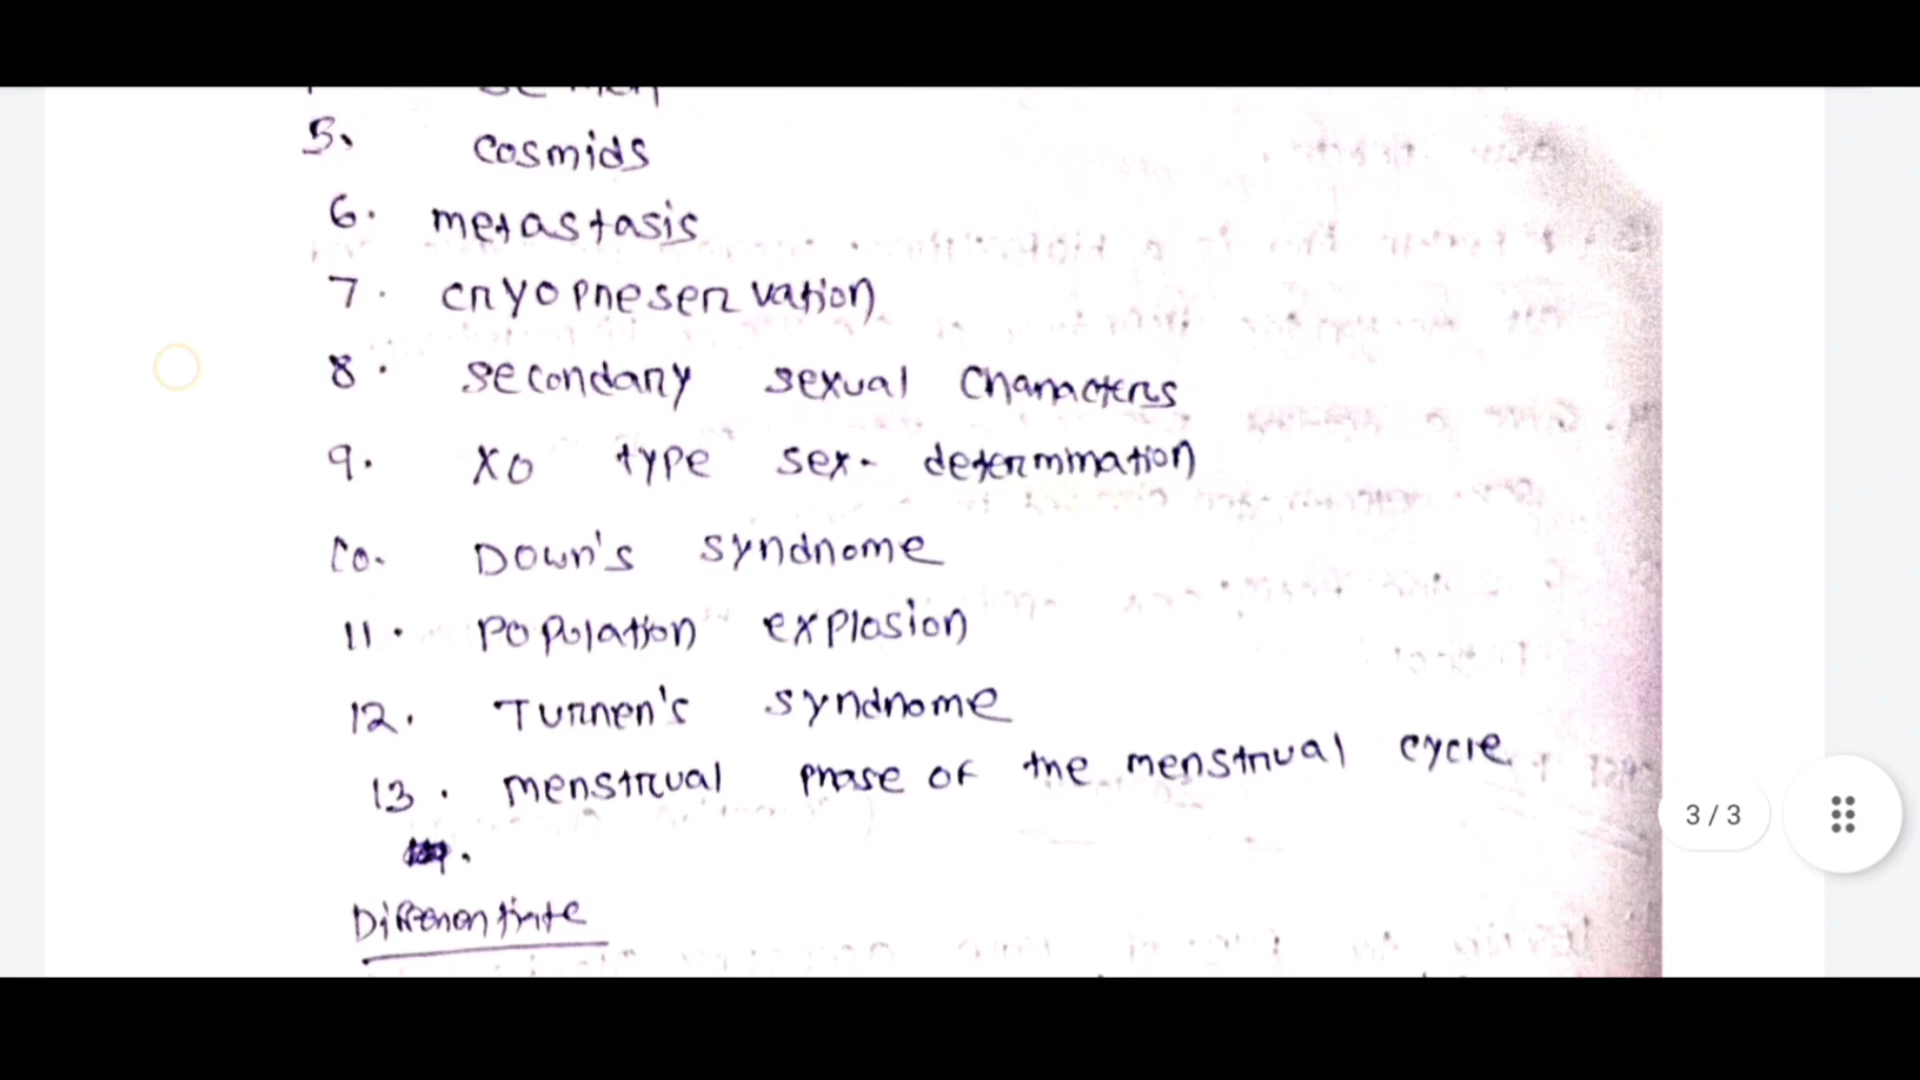 5. Cosmids
6. metastasis
7. cryopreservation
8. secondary sexual characters
9. XO type sex-determination
10. Down's syndrome
11. population explosion
12. Turner's syndrome
13. menstrual phase of the menstrual cycle
3 / 3
Differentiate